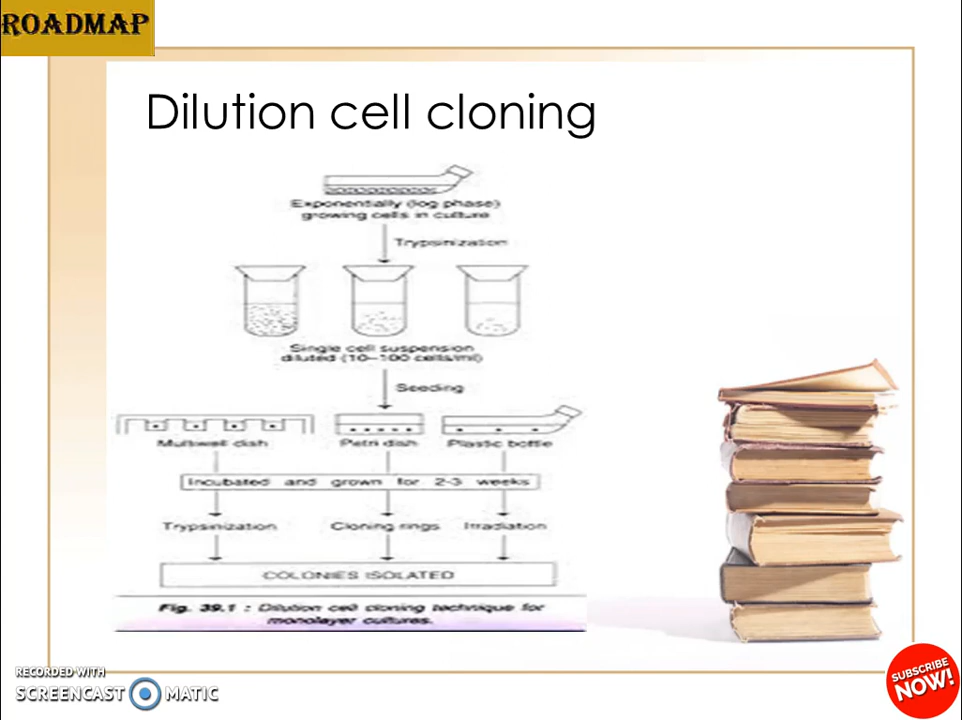 ROADMAP
Dilution cell cloning
Exponentially (log phase)
growing cells in culture
Trypsinization
Single cell suspension
diluted (10–100 cells/ml)
Seeding
Multiwell dish
Petri dish
Plastic bottle
Incubated and grown for 2-3 weeks
Trypsinization
Cloning rings
Irradiation
COLONIES ISOLATED
Fig. 39.1 : Dilution cell cloning technique for
monolayer cultures.
RECORDED WITH
SCREENCAST MATIC
SUBSCRIBE
NOW!